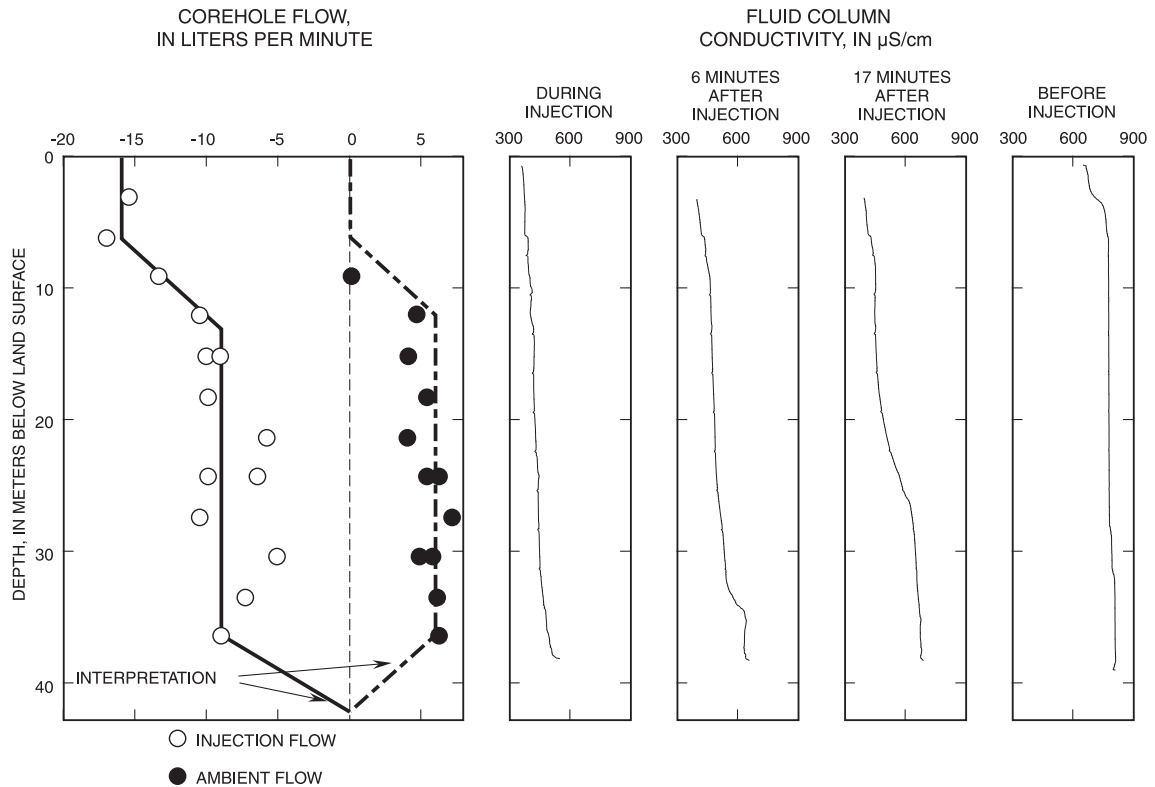 COREHOLE FLOW,
IN LITERS PER MINUTE
FLUID COLUMN
CONDUCTIVITY, IN µS/cm
DURING
INJECTION
6 MINUTES
AFTER
INJECTION
17 MINUTES
AFTER
INJECTION
BEFORE
INJECTION
-20 -15 -10 -5 0 5
300 600 900
300 600 900
300 600 900
300 600 900
DEPTH, IN METERS BELOW LAND SURFACE
0
10
20
30
40
INTERPRETATION
INJECTION FLOW
AMBIENT FLOW